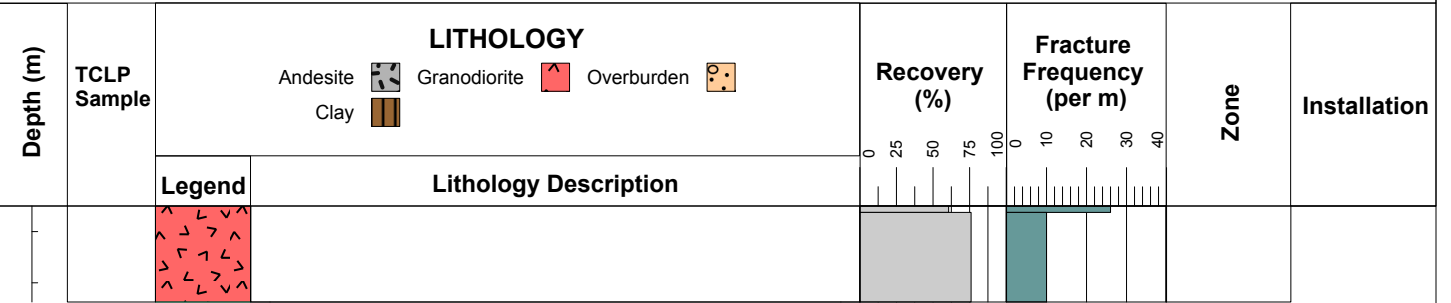 Depth (m)
TCLP
Sample
LITHOLOGY
Andesite Granodiorite Overburden
Clay
Legend
Lithology Description
Recovery
(%)
0 25 50 75 100
Fracture
Frequency
(per m)
0 10 20 30 40
Zone
Installation